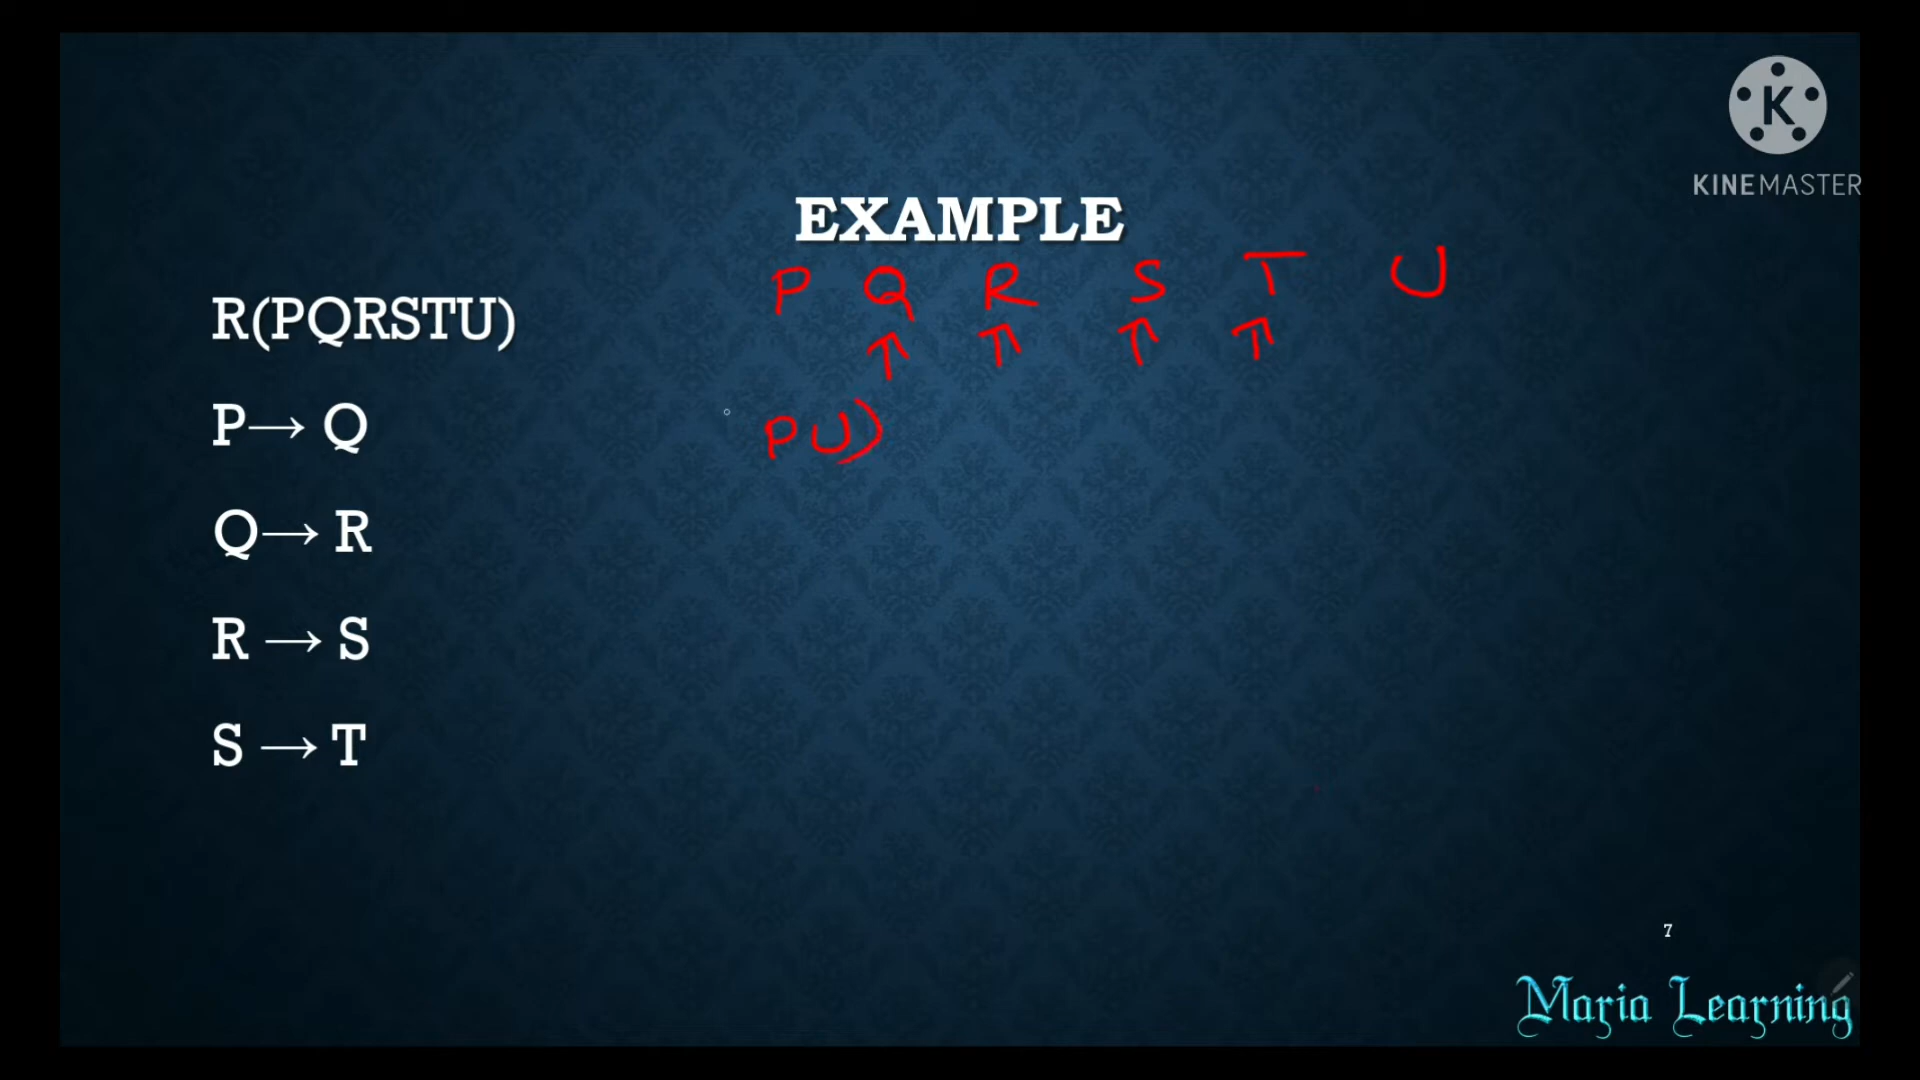 K
KINEMASTER
EXAMPLE
P Q R S T U
R(PQRSTU)
↑ ↑ ↑ ↑
P→ Q
PU)
Q→ R
R → S
S → T
7
Maria Learning